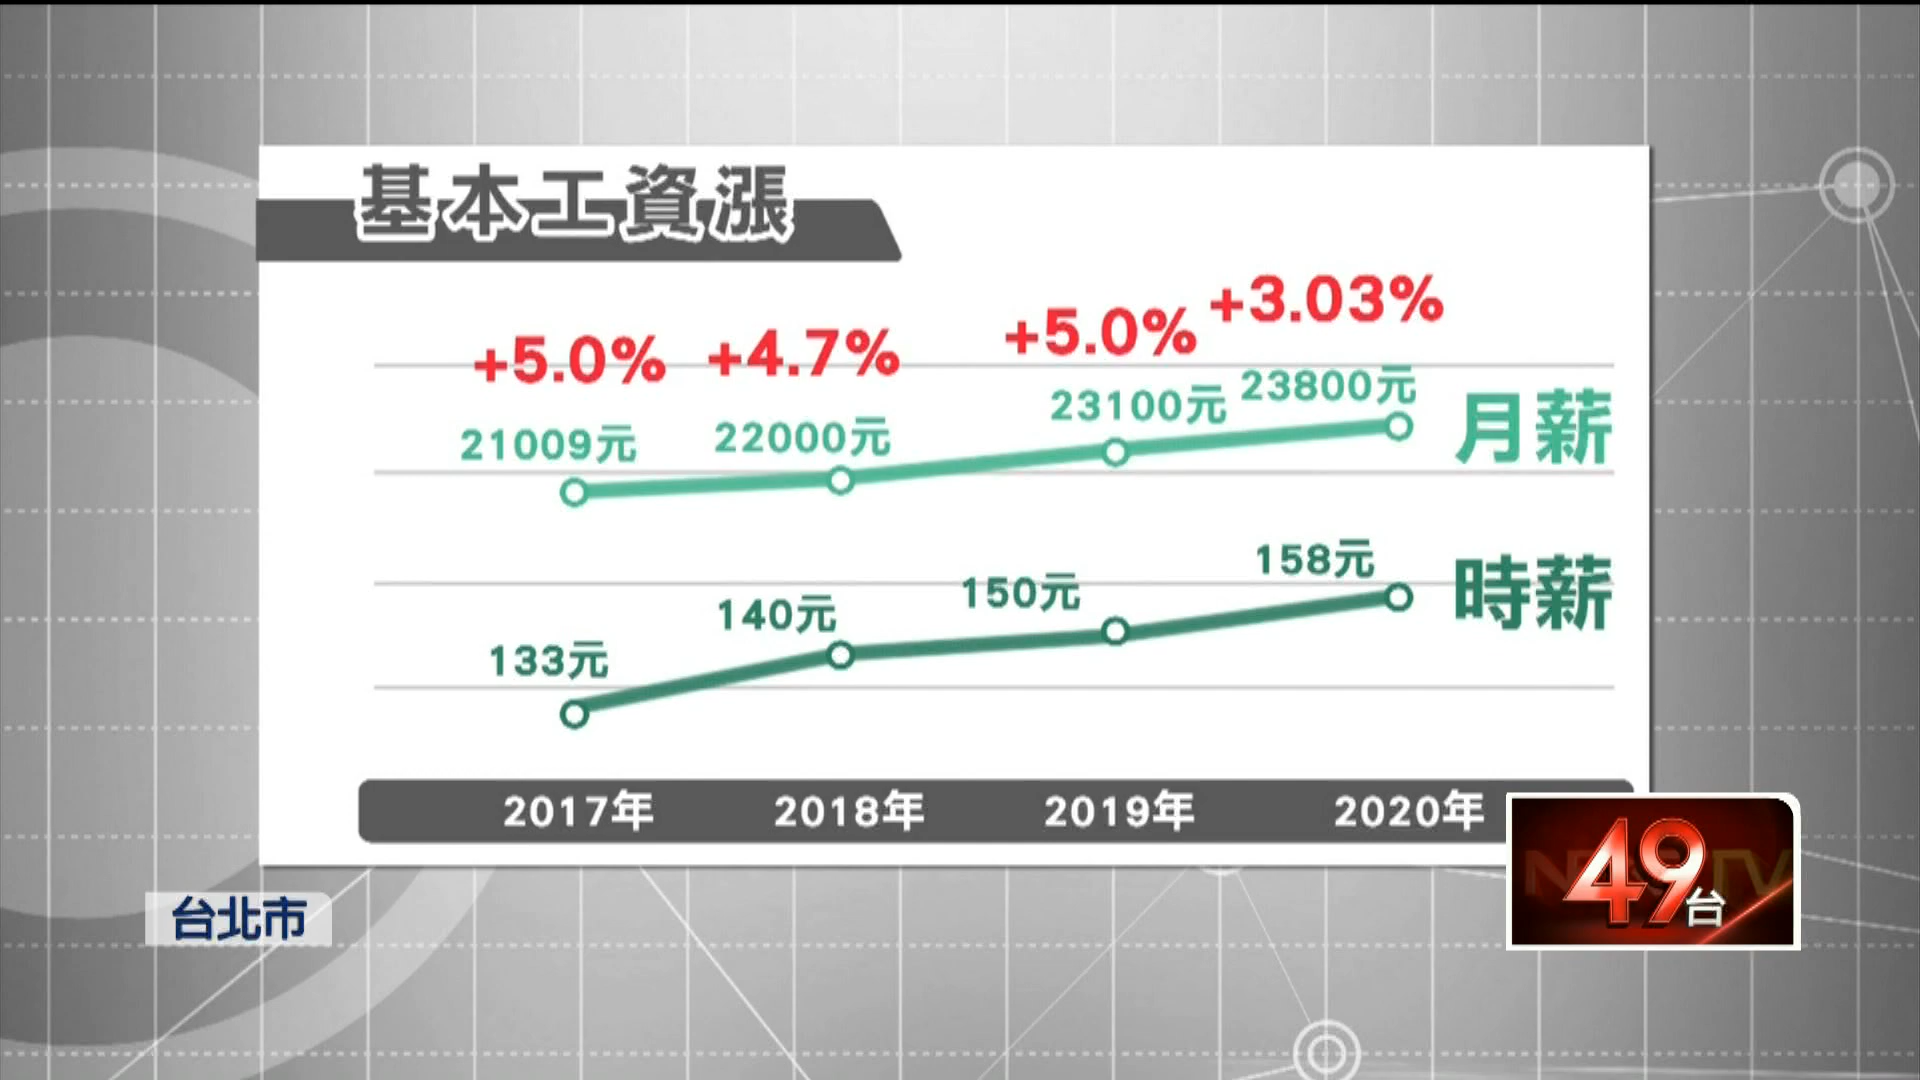 基本工資漲
+5.0% +4.7% +5.0% +3.03%
21009元 22000元 23100元 23800元 月薪
133元 140元 150元 158元 時薪
2017年 2018年 2019年 2020年
49台
台北市